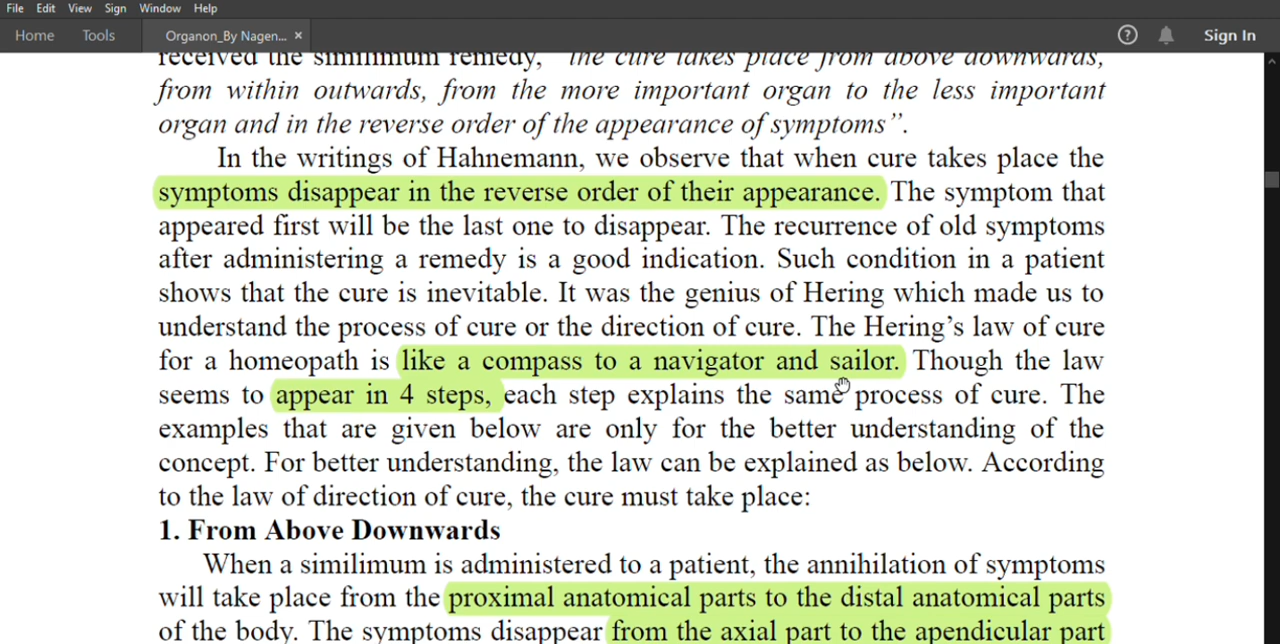 File Edit View Sign Window Help
Home Tools Organon_By Nagen... × ? Sign In
received the similimum remedy, "the cure takes place from above downwards,
from within outwards, from the more important organ to the less important
organ and in the reverse order of the appearance of symptoms".
In the writings of Hahnemann, we observe that when cure takes place the
symptoms disappear in the reverse order of their appearance. The symptom that
appeared first will be the last one to disappear. The recurrence of old symptoms
after administering a remedy is a good indication. Such condition in a patient
shows that the cure is inevitable. It was the genius of Hering which made us to
understand the process of cure or the direction of cure. The Hering's law of cure
for a homeopath is like a compass to a navigator and sailor. Though the law
seems to appear in 4 steps, each step explains the same process of cure. The
examples that are given below are only for the better understanding of the
concept. For better understanding, the law can be explained as below. According
to the law of direction of cure, the cure must take place:
1. From Above Downwards
When a similimum is administered to a patient, the annihilation of symptoms
will take place from the proximal anatomical parts to the distal anatomical parts
of the body. The symptoms disappear from the axial part to the apendicular part